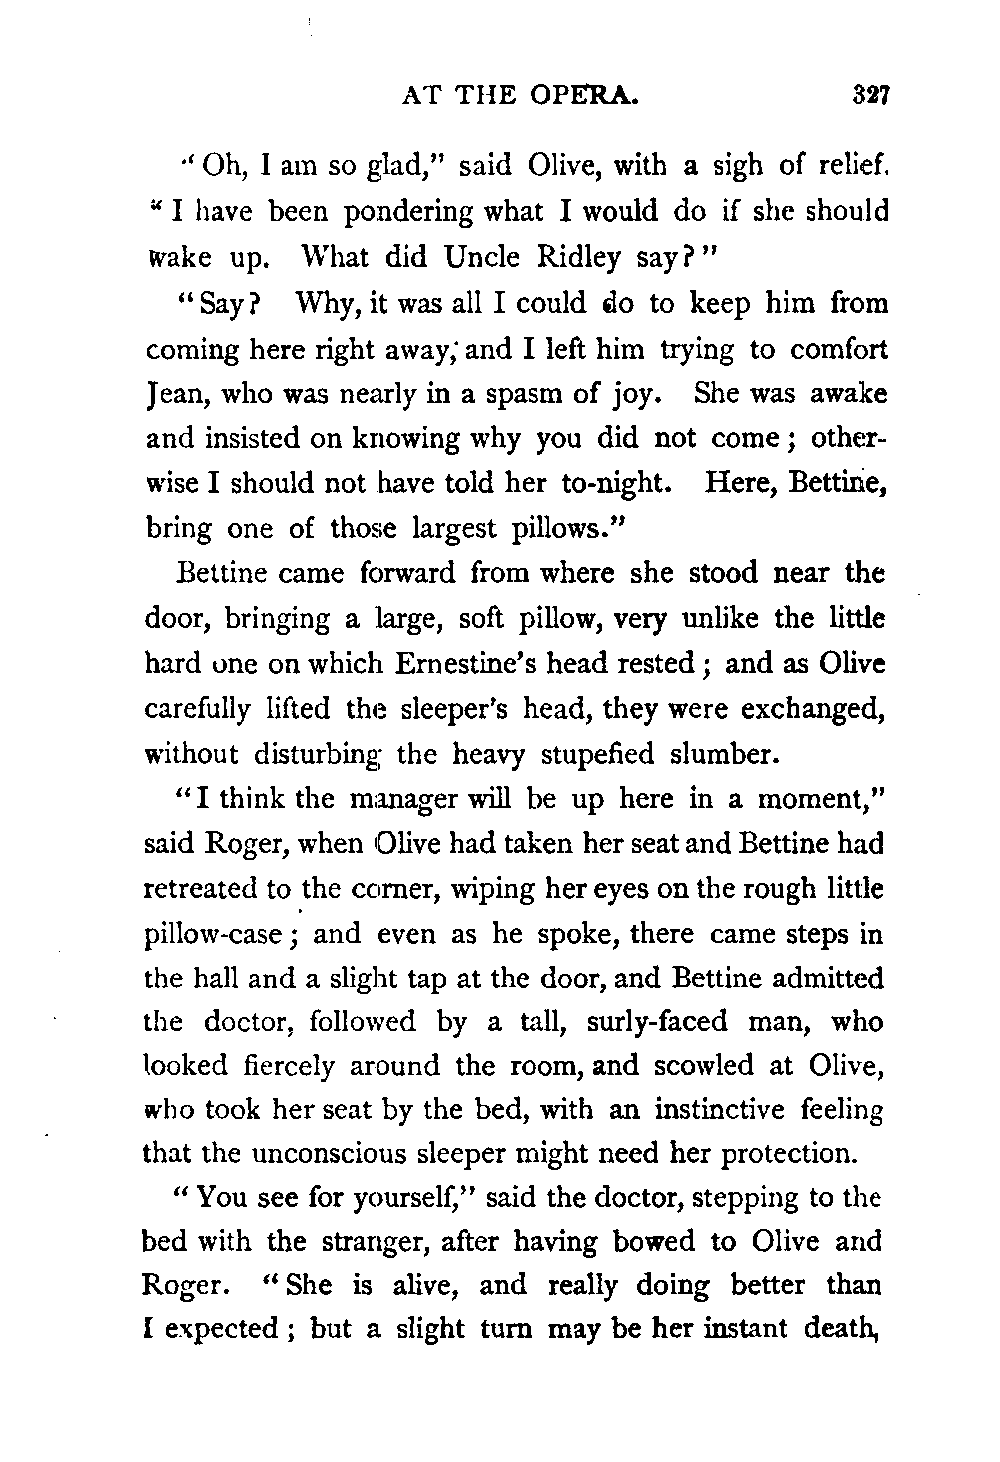 AT THE OPERA. 327
"Oh, I am so glad," said Olive, with a sigh of relief.
"I have been pondering what I would do if she should
wake up. What did Uncle Ridley say?"
"Say? Why, it was all I could do to keep him from
coming here right away; and I left him trying to comfort
Jean, who was nearly in a spasm of joy. She was awake
and insisted on knowing why you did not come; other-
wise I should not have told her to-night. Here, Bettine,
bring one of those largest pillows."
Bettine came forward from where she stood near the
door, bringing a large, soft pillow, very unlike the little
hard one on which Ernestine's head rested; and as Olive
carefully lifted the sleeper's head, they were exchanged,
without disturbing the heavy stupefied slumber.
"I think the manager will be up here in a moment,"
said Roger, when Olive had taken her seat and Bettine had
retreated to the corner, wiping her eyes on the rough little
pillow-case; and even as he spoke, there came steps in
the hall and a slight tap at the door, and Bettine admitted
the doctor, followed by a tall, surly-faced man, who
looked fiercely around the room, and scowled at Olive,
who took her seat by the bed, with an instinctive feeling
that the unconscious sleeper might need her protection.
"You see for yourself," said the doctor, stepping to the
bed with the stranger, after having bowed to Olive and
Roger. "She is alive, and really doing better than
I expected; but a slight turn may be her instant death,